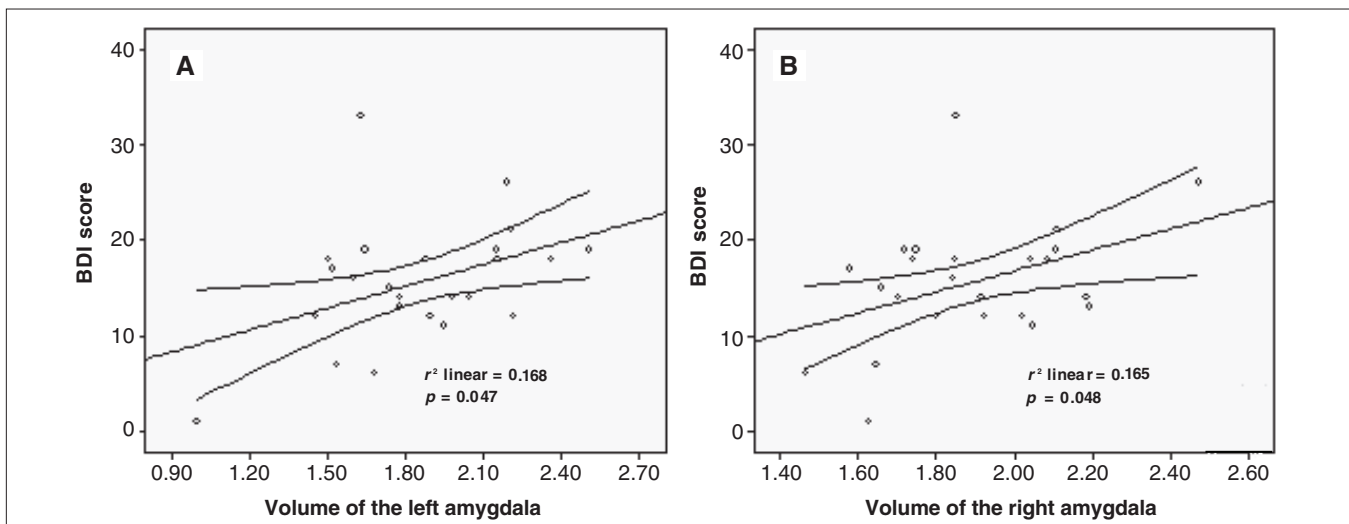 A
BDI score
40
30
20
10
0
r² linear = 0.168
p = 0.047
0.90 1.20 1.50 1.80 2.10 2.40 2.70
Volume of the left amygdala
B
BDI score
40
30
20
10
0
r² linear = 0.165
p = 0.048
1.40 1.60 1.80 2.00 2.20 2.40 2.60
Volume of the right amygdala